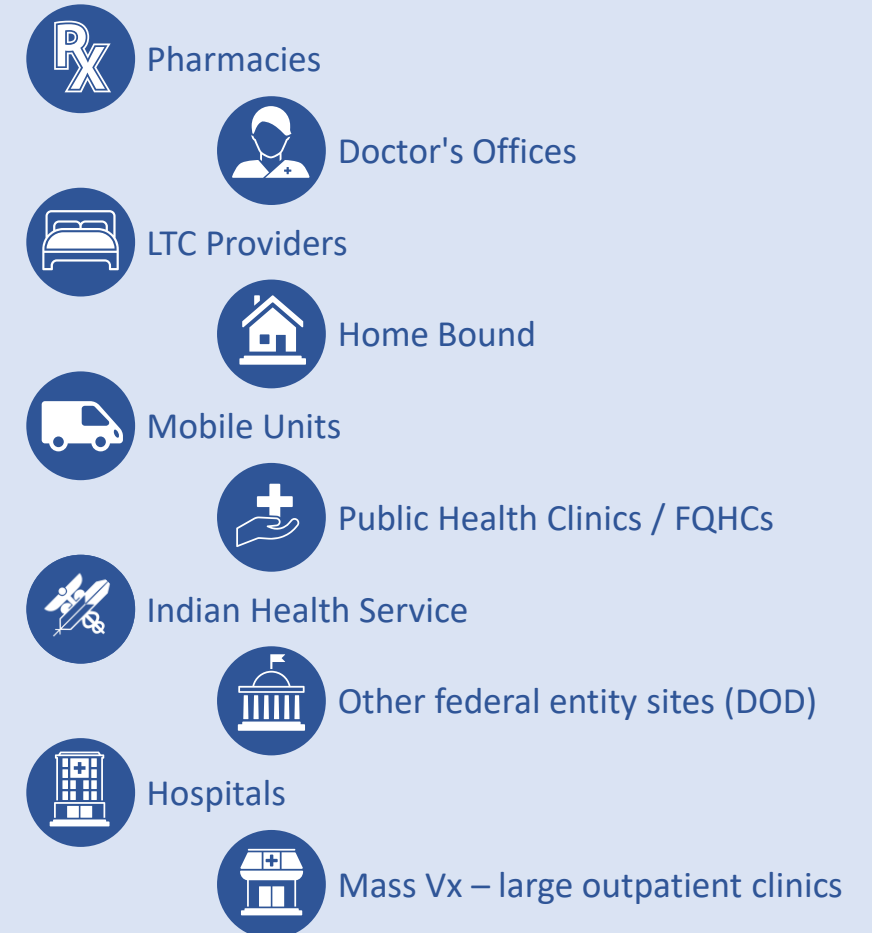 Rx
Pharmacies
Doctor's Offices
LTC Providers
Home Bound
Mobile Units
Public Health Clinics / FQHCs
Indian Health Service
Other federal entity sites (DOD)
Hospitals
Mass Vx – large outpatient clinics